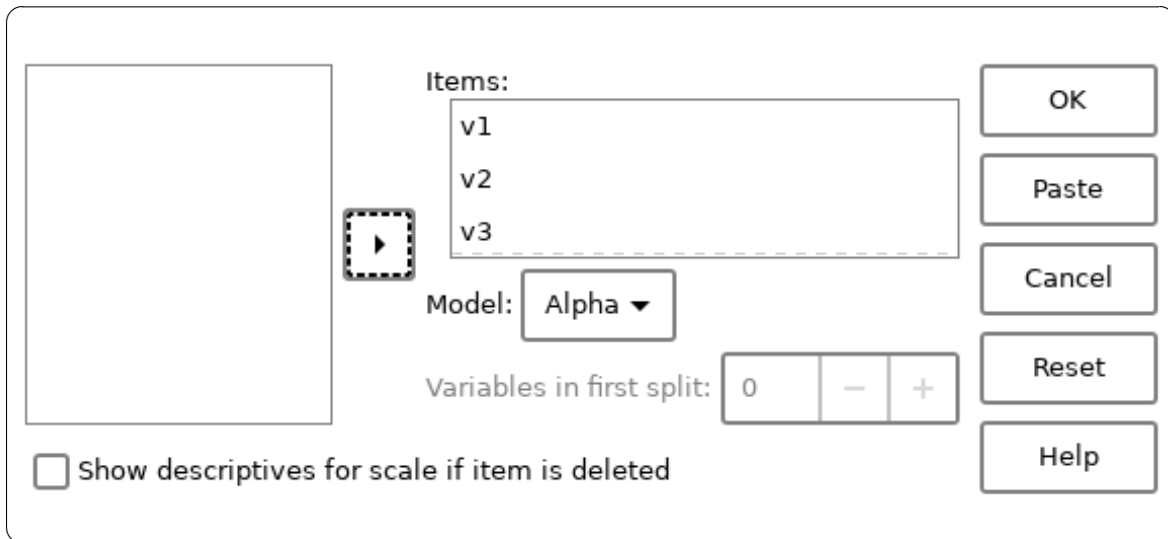 Items:
v1
v2
v3
Model: Alpha
Variables in first split: 0 − +
Show descriptives for scale if item is deleted
OK
Paste
Cancel
Reset
Help